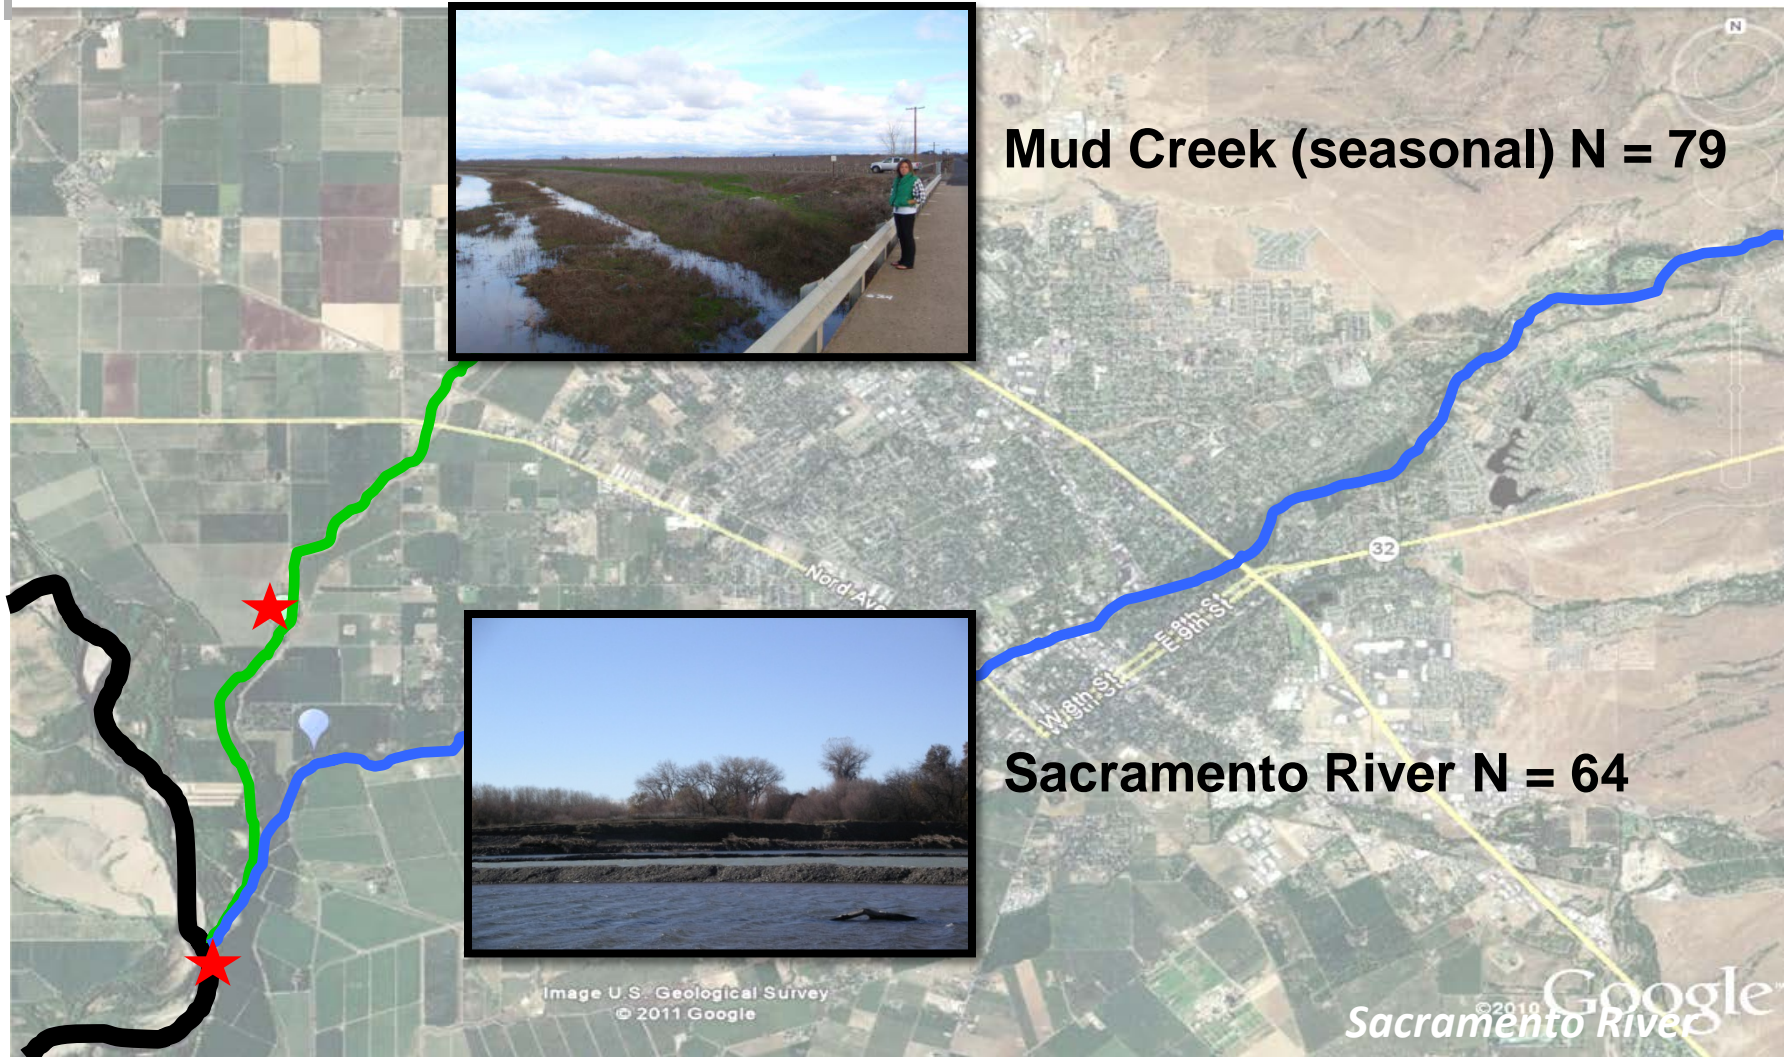 N
Mud Creek (seasonal) N = 79
32
Nord Ave
E 8th St
E 9th St
W 8th St
W 9th St
Sacramento River N = 64
Image U.S. Geological Survey
© 2011 Google
©2010 Google
Sacramento River